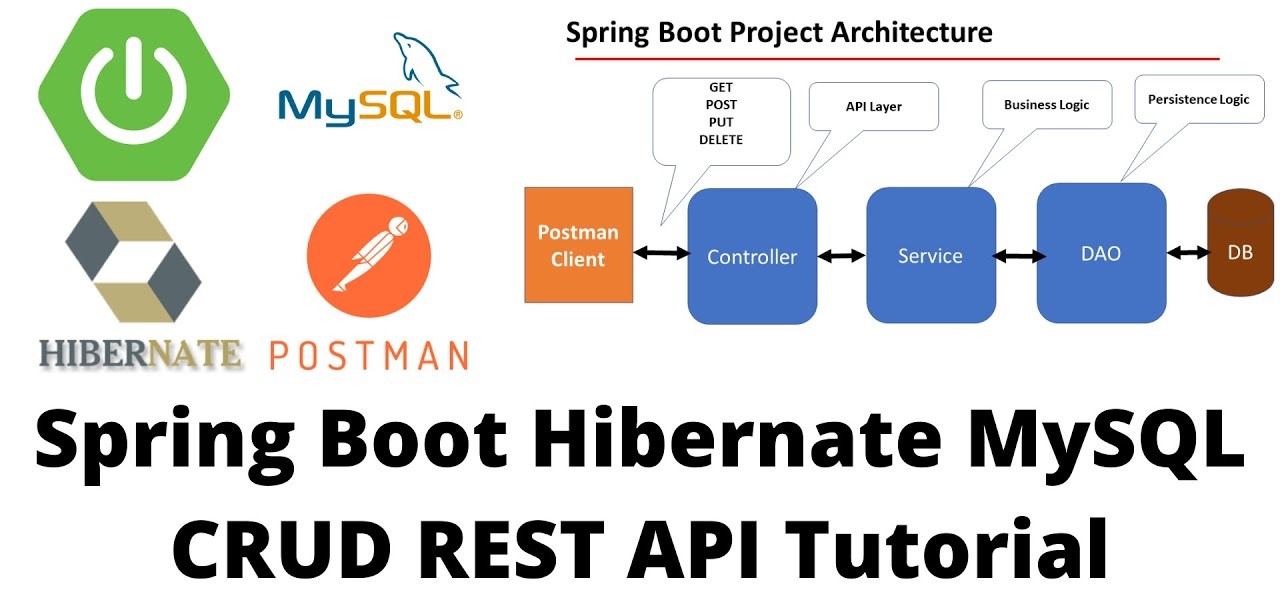 MySQL®
HIBERNATE
POSTMAN
Spring Boot Project Architecture
GET
POST
PUT
DELETE
API Layer
Business Logic
Persistence Logic
Postman
Client
Controller
Service
DAO
DB
Spring Boot Hibernate MySQL
CRUD REST API Tutorial